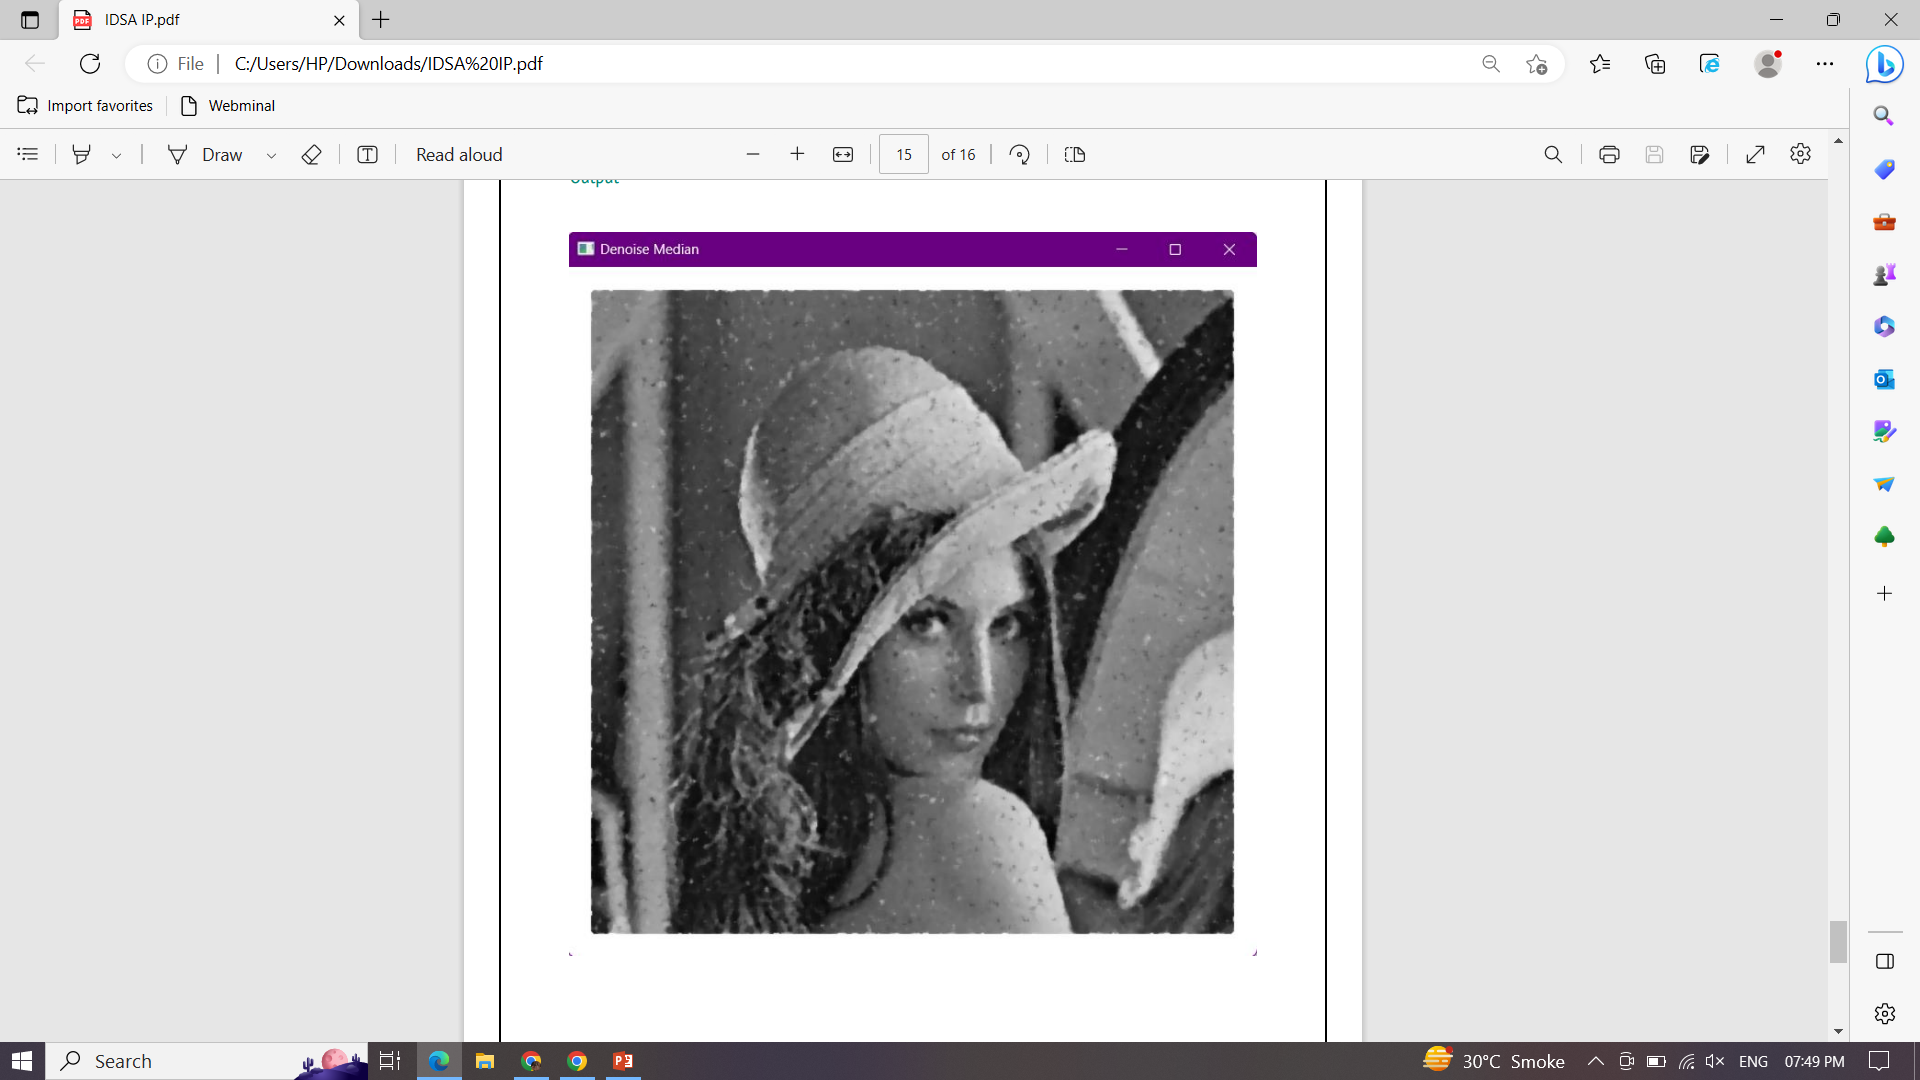 IDSA IP.pdf
File
C:/Users/HP/Downloads/IDSA%20IP.pdf
Import favorites
Webminal
Draw
Read aloud
15
of 16
Output
Denoise Median
Search
30°C Smoke
ENG
07:49 PM